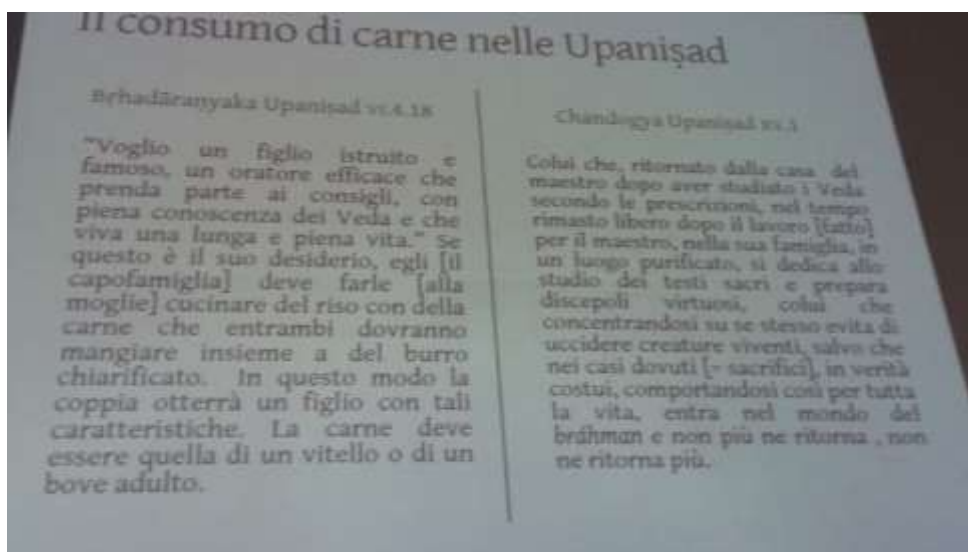 Il consumo di carne nelle Upaniṣad
Bṛhadāraṇyaka Upaniṣad VI.4.18
"Voglio un figlio istruito e
famoso, un oratore efficace che
prenda parte ai consigli, con
piena conoscenza dei Veda e che
viva una lunga e piena vita." Se
questo è il suo desiderio, egli [il
capofamiglia] deve farle [alla
moglie] cucinare del riso con della
carne che entrambi dovranno
mangiare insieme a del burro
chiarificato. In questo modo la
coppia otterrà un figlio con tali
caratteristiche. La carne deve
essere quella di un vitello o di un
bove adulto.
Chāndogya Upaniṣad
Colui che, ritornato dalla casa del
maestro dopo aver studiato i Veda
secondo le prescrizioni, nel tempo
rimasto libero dopo il lavoro [fatto]
per il maestro, nella sua famiglia, in
un luogo purificato, si dedica allo
studio dei testi sacri e prepara
discepoli virtuosi, colui che
concentrandosi su se stesso evita di
uccidere creature viventi, salvo che
nei casi dovuti [= sacrifici], in verità
costui, comportandosi così per tutta
la vita, entra nel mondo del
bráhman e non più ne ritorna , non
ne ritorna più.